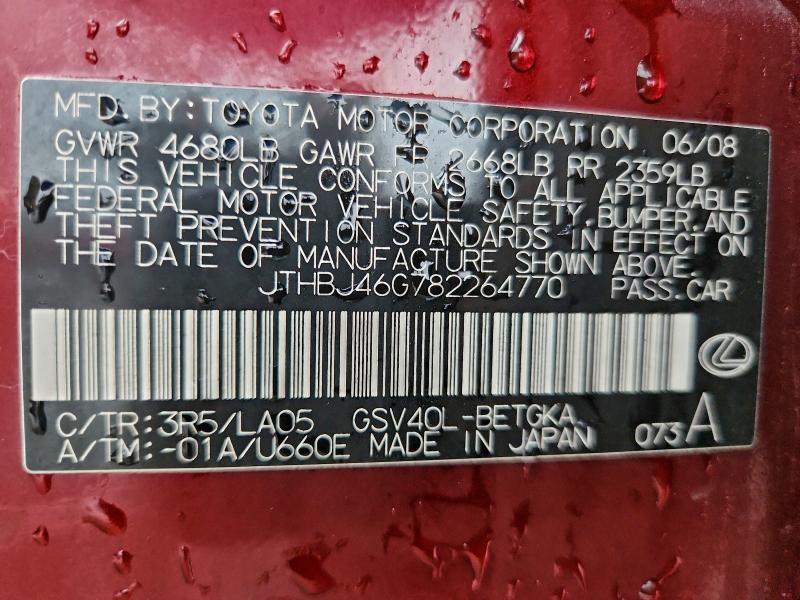 MFD. BY: TOYOTA MOTOR CORPORATION 06/08
GVWR 4680LB GAWR FR 2668LB RR 2359LB
THIS VEHICLE CONFORMS TO ALL APPLICABLE
FEDERAL MOTOR VEHICLE SAFETY, BUMPER, AND
THEFT PREVENTION STANDARDS IN EFFECT ON
THE DATE OF MANUFACTURE SHOWN ABOVE.
JTHBJ46G782264770 PASS. CAR
C/TR: 3R5/LA05 GSV40L-BETGKA
A/TM: -01A/U660E MADE IN JAPAN 073A